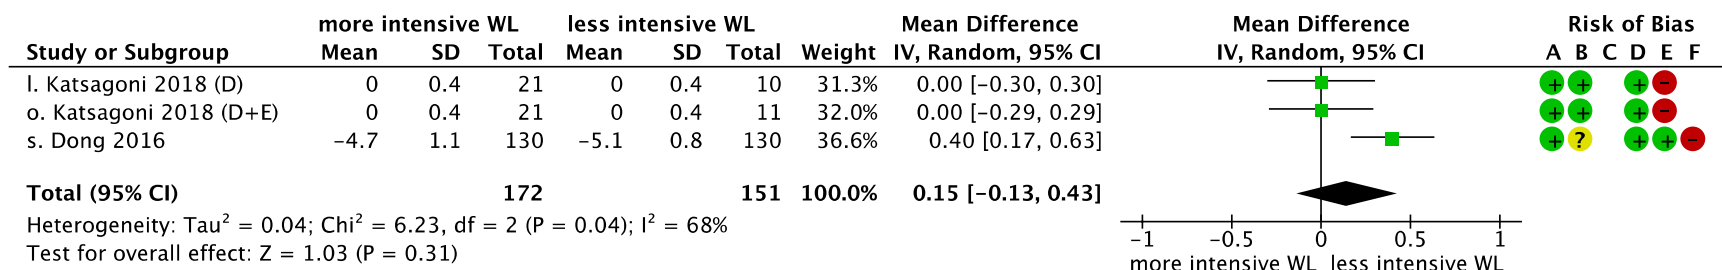 more intensive WL less intensive WL Mean Difference Mean Difference Risk of Bias
Study or Subgroup Mean SD Total Mean SD Total Weight IV, Random, 95% CI IV, Random, 95% CI A B C D E F
l. Katsagoni 2018 (D) 0 0.4 21 0 0.4 10 31.3% 0.00 [−0.30, 0.30] + + + −
o. Katsagoni 2018 (D+E) 0 0.4 21 0 0.4 11 32.0% 0.00 [−0.29, 0.29] + + + −
s. Dong 2016 −4.7 1.1 130 −5.1 0.8 130 36.6% 0.40 [0.17, 0.63] + ? + + −
Total (95% CI) 172 151 100.0% 0.15 [−0.13, 0.43]
Heterogeneity: Tau² = 0.04; Chi² = 6.23, df = 2 (P = 0.04); I² = 68%
Test for overall effect: Z = 1.03 (P = 0.31)
−1 −0.5 0 0.5 1
more intensive WL less intensive WL